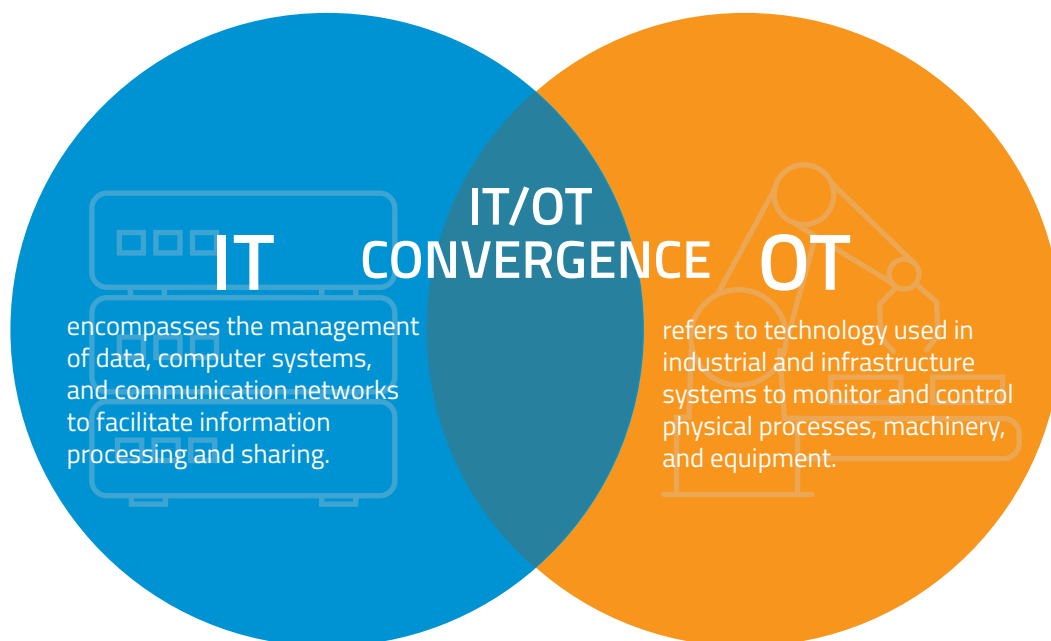 IT
encompasses the management
of data, computer systems,
and communication networks
to facilitate information
processing and sharing.
IT/OT
CONVERGENCE
OT
refers to technology used in
industrial and infrastructure
systems to monitor and control
physical processes, machinery,
and equipment.